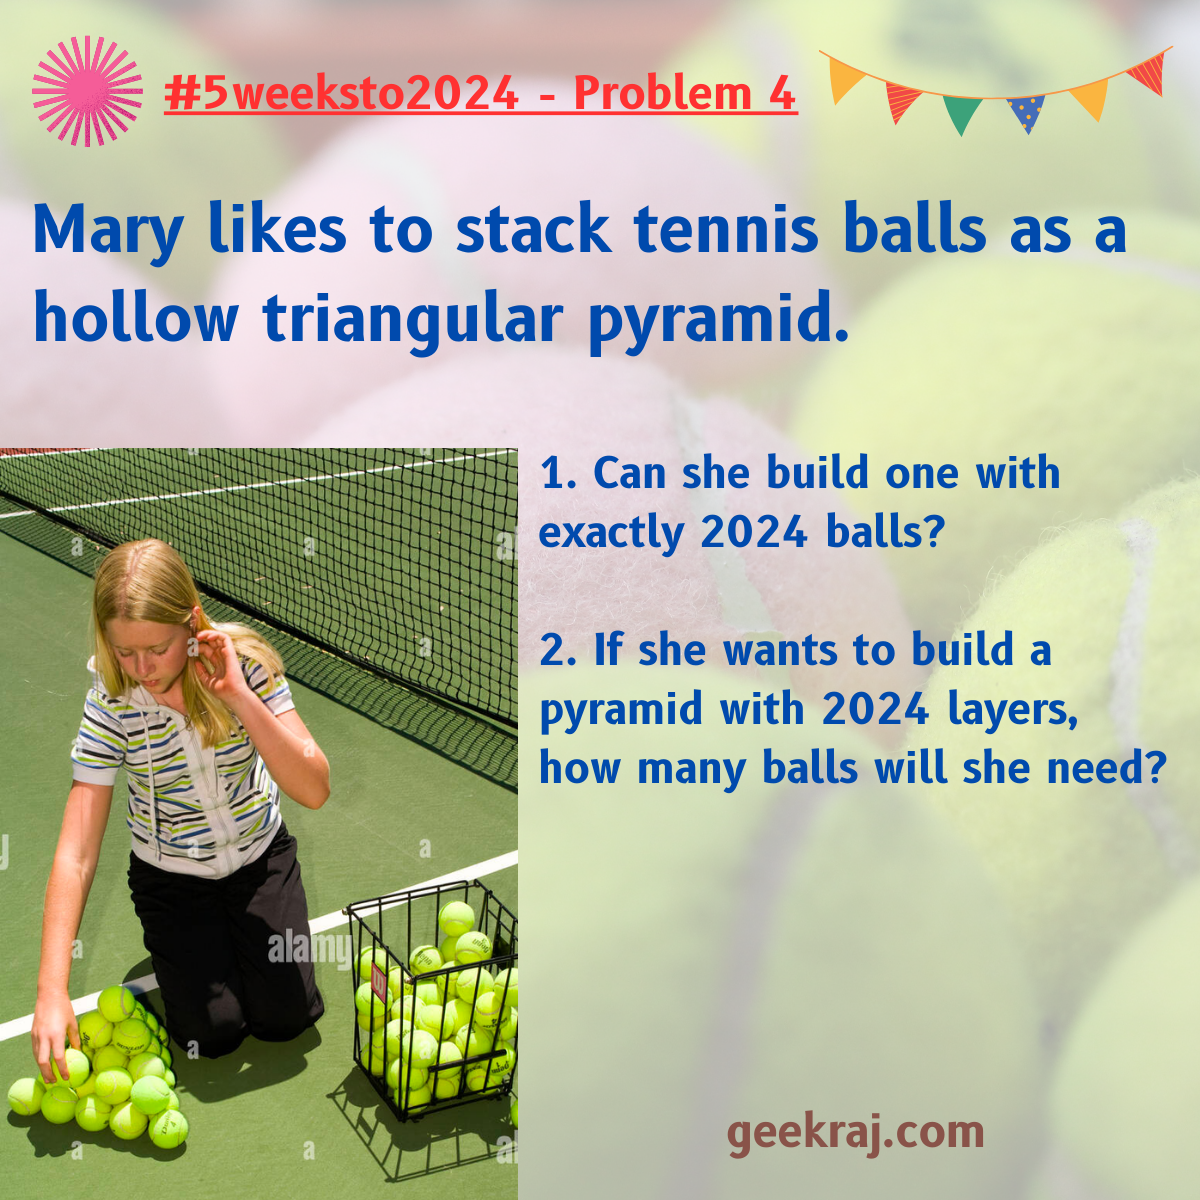 #5weeksto2024 - Problem 4
Mary likes to stack tennis balls as a
hollow triangular pyramid.
1. Can she build one with
exactly 2024 balls?
2. If she wants to build a
pyramid with 2024 layers,
how many balls will she need?
alamy
geekraj.com